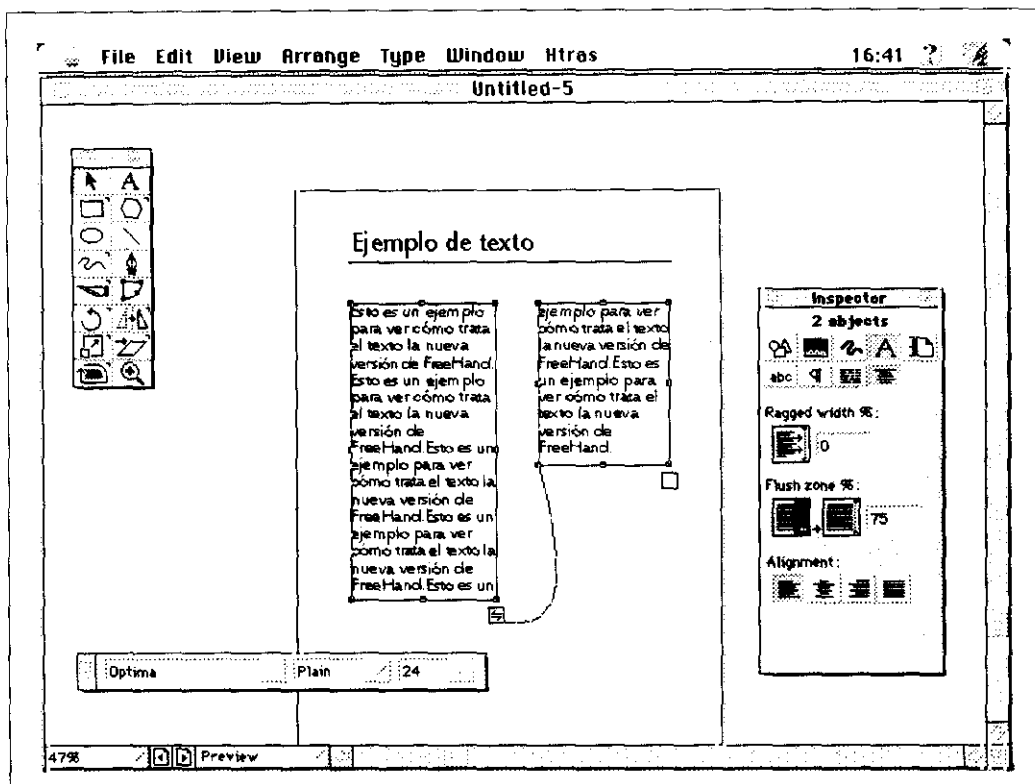 File Edit View Arrange Type Window Htras 16:41
Untitled-5
A
Ejemplo de texto
Esto es un ejemplo
para ver cómo trata
el texto la nueva
versión de FreeHand.
Esto es un ejemplo
para ver cómo trata
el texto la nueva
versión de
FreeHand.Esto es un
ejemplo para ver
cómo trata el texto la
nueva versión de
FreeHand.Esto es un
ejemplo para ver
cómo trata el texto la
nueva versión de
FreeHand.Esto es un
ejemplo para ver
cómo trata el texto
la nueva versión de
FreeHand.Esto es
un ejemplo para
ver cómo trata el
texto la nueva
versión de
FreeHand.
Inspector
2 objects
A
abc ¶
Ragged width %:
0
Flush zone %:
75
Alignment:
Optima Plain 24
47% Preview